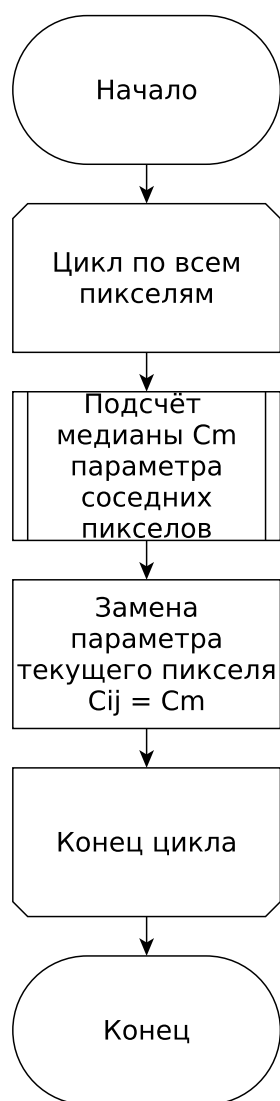 Начало
Цикл по всем
пикселям
Подсчёт
медианы Cm
параметра
соседних
пикселов
Замена
параметра
текущего пикселя
Cij = Cm
Конец цикла
Конец